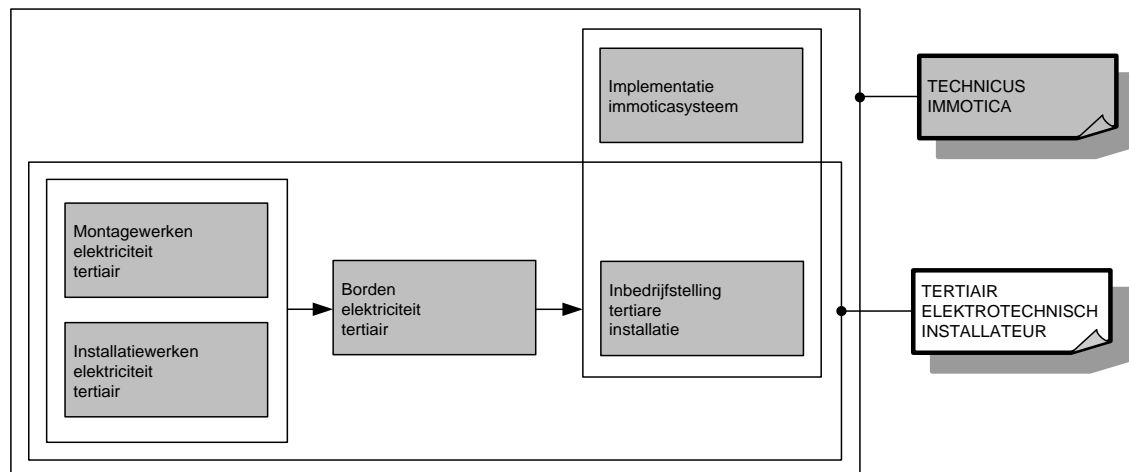 Implementatie
immoticasysteem
TECHNICUS
IMMOTICA
Montagewerken
elektriciteit
tertiair
Installatiewerken
elektriciteit
tertiair
Borden
elektriciteit
tertiair
Inbedrijfstelling
tertiare
installatie
TERTIAIR
ELEKTROTECHNISCH
INSTALLATEUR